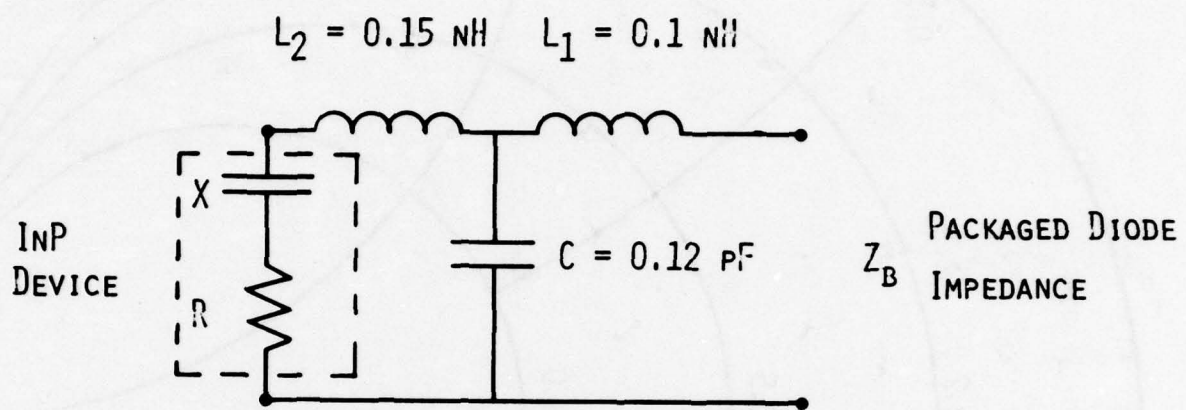 L2 = 0.15 NH L1 = 0.1 NH
X
INP
DEVICE
R
C = 0.12 PF
ZB
PACKAGED DIODE
IMPEDANCE